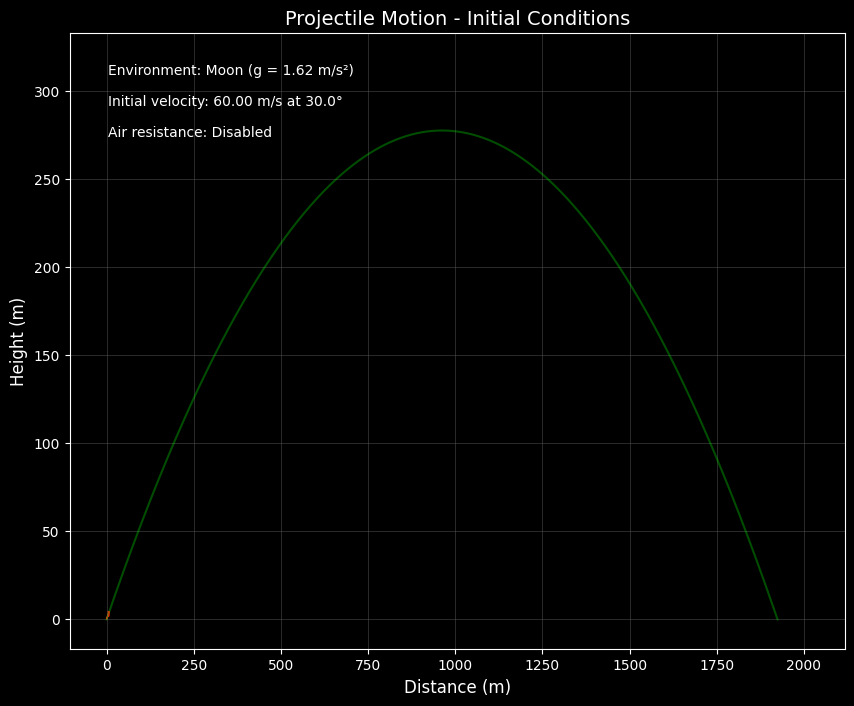 Projectile Motion - Initial Conditions
Environment: Moon (g = 1.62 m/s²)
Initial velocity: 60.00 m/s at 30.0°
Air resistance: Disabled
Height (m)
300
250
200
150
100
50
0
0 250 500 750 1000 1250 1500 1750 2000
Distance (m)